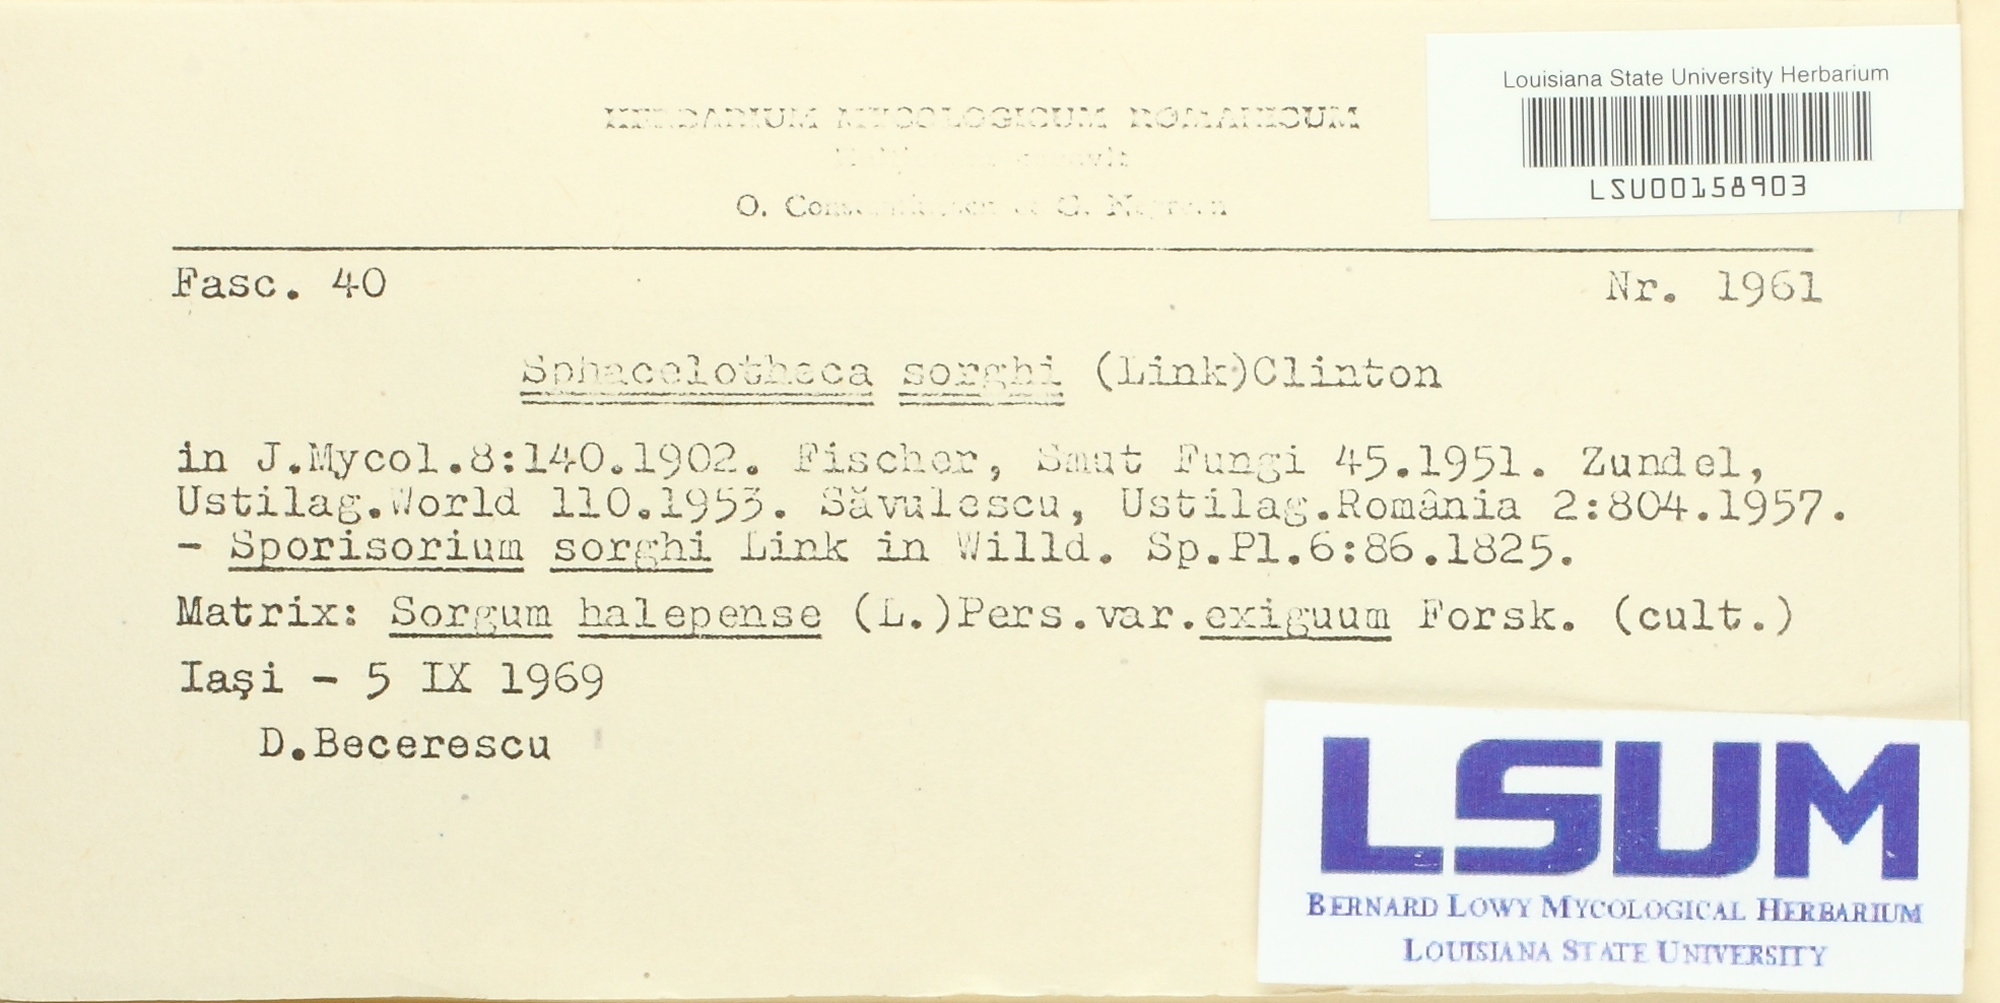 Louisiana State University Herbarium
LSU00158903
HERBARIUM MYCOLOGICUM ROMANICUM
O.
Fasc. 40 Nr. 1961
Sphacelotheca sorghi (Link)Clinton
in J.Mycol.8:140.1902. Fischer, Smut Fungi 45.1951. Zundel,
Ustilag.World 110.1953. Săvulescu, Ustilag.România 2:804.1957.
- Sporisorium sorghi Link in Willd. Sp.Pl.6:86.1825.
Matrix: Sorgum halepense (L.)Pers.var.exiguum Forsk. (cult.)
Iaşi - 5 IX 1969
D.Becerescu
LSUM
BERNARD LOWY MYCOLOGICAL HERBARIUM
LOUISIANA STATE UNIVERSITY